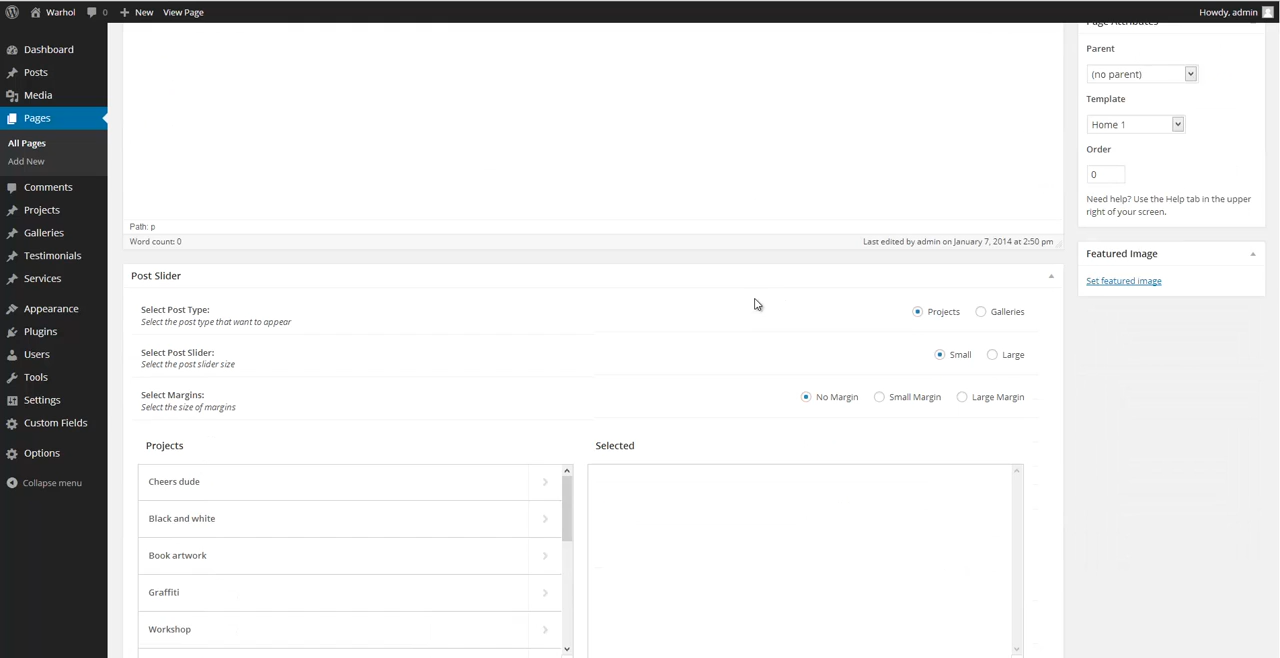 Warhol 0 New View Page Howdy, admin
Dashboard
Posts
Media
Pages
All Pages
Add New
Comments
Projects
Galleries
Testimonials
Services
Appearance
Plugins
Users
Tools
Settings
Custom Fields
Options
Collapse menu
Path: p
Word count: 0 Last edited by admin on January 7, 2014 at 2:50 pm
Post Slider
Select Post Type: Projects Galleries
Select the post type that want to appear
Select Post Slider: Small Large
Select the post slider size
Select Margins: No Margin Small Margin Large Margin
Select the size of margins
Projects Selected
Cheers dude
Black and white
Book artwork
Graffiti
Workshop
Page Attributes
Parent
(no parent)
Template
Home 1
Order
0
Need help? Use the Help tab in the upper
right of your screen.
Featured Image
Set featured image